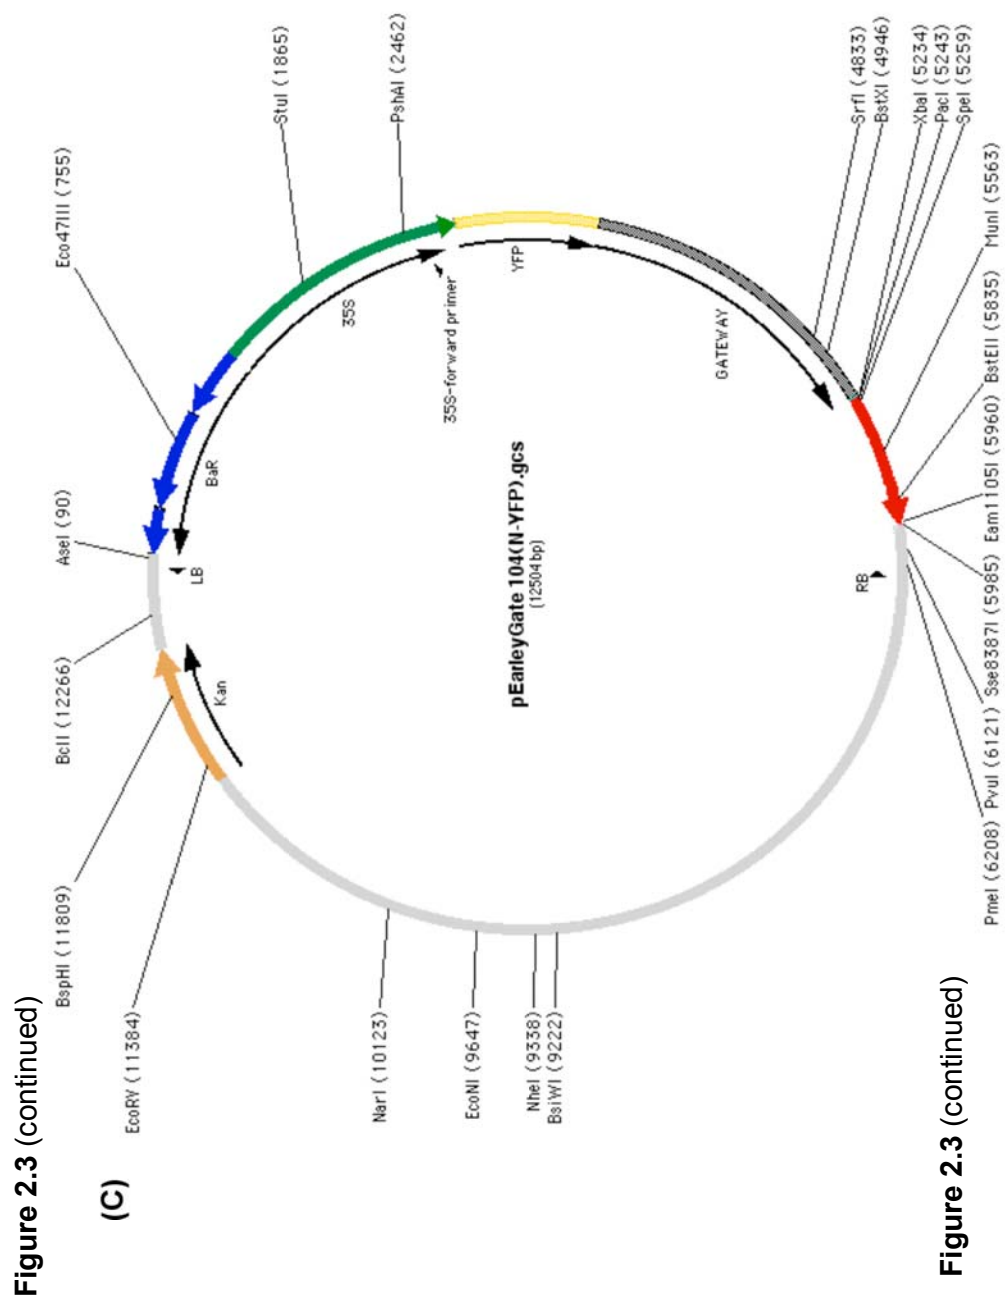 Figure 2.3 (continued)
(C)
AseI (90)
Eco47III (755)
StuI (1865)
PshAI (2462)
SrfI (4833)
BstXI (4946)
XbaI (5234)
PacI (5243)
SpeI (5259)
MunI (5563)
BstEII (5835)
Eam1105I (5960)
Sse8387I (5985)
PvuI (6121)
PmeI (6208)
BsiWI (9222)
NheI (9338)
EcoNI (9647)
NarI (10123)
EcoRV (11384)
BspHI (11809)
BclI (12266)
LB
BaR
35S
35S-forward primer
YFP
GATEWAY
RB
Kan
pEarleyGate 104(N-YFP).gcs
(12504 bp)
Figure 2.3 (continued)